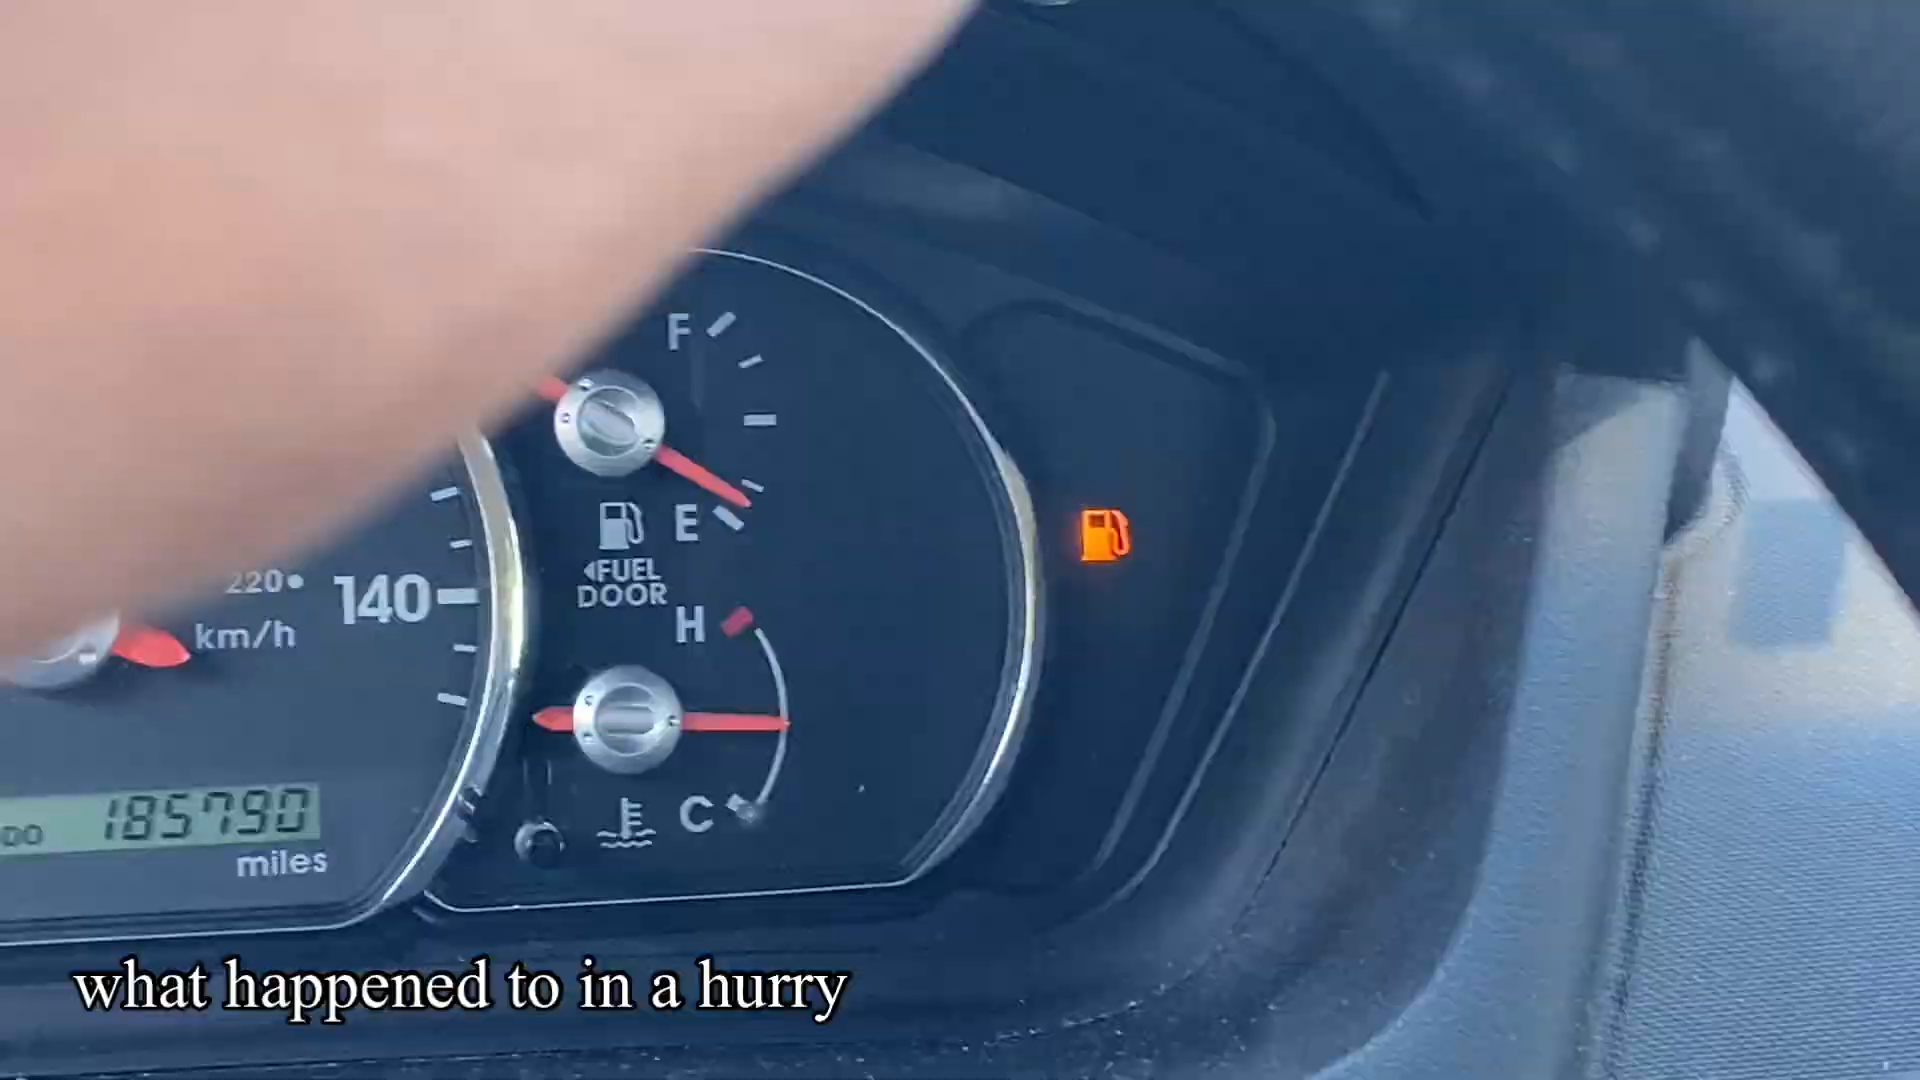 F
E
◀FUEL
DOOR
220
140
km/h
H
C
185790
miles
what happened to in a hurry